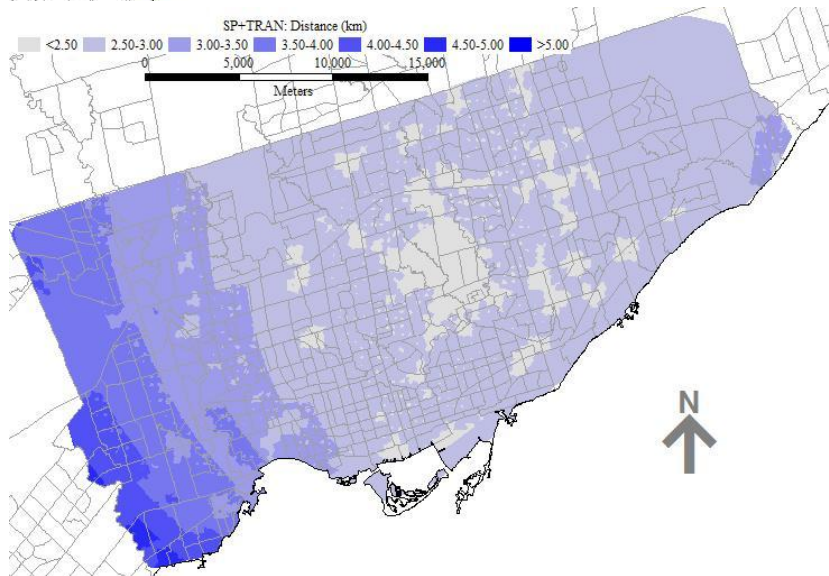 SP+TRAN: Distance (km)
<2.50 2.50-3.00 3.00-3.50 3.50-4.00 4.00-4.50 4.50-5.00 >5.00
0 5,000 10,000 15,000
Meters
N